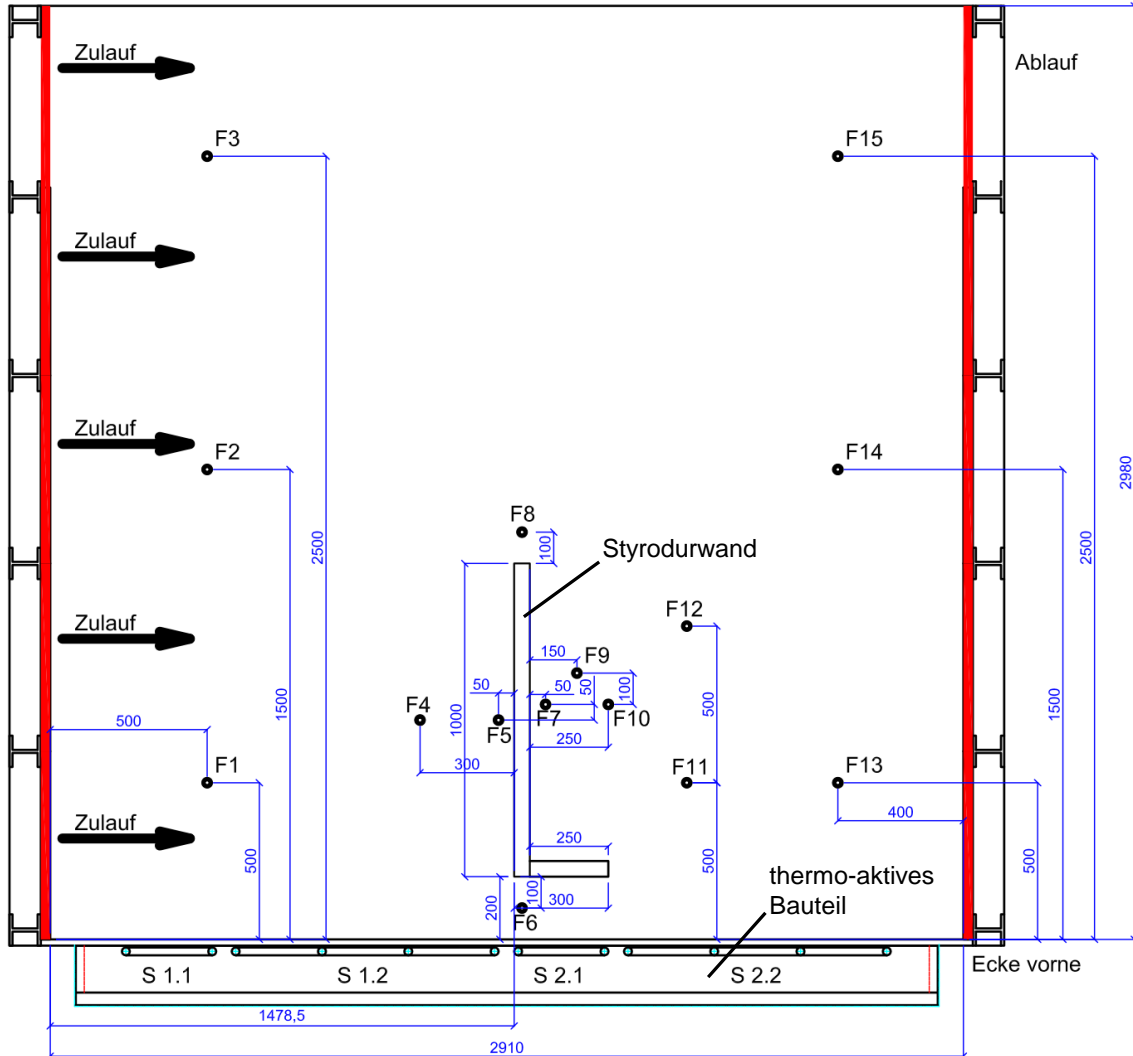 Zulauf
Ablauf
F3
F15
Zulauf
Zulauf
F2
F14
2980
F8
100
Styrodurwand
2500
2500
Zulauf
F12
150
F9
50
50
50
100
F4
F5
F7
F10
1000
1500
500
1500
500
250
300
F1
F11
F13
Zulauf
400
250
500
500
500
thermo-aktives
Bauteil
200
100
300
F6
Ecke vorne
S 1.1
S 1.2
S 2.1
S 2.2
1478,5
2910